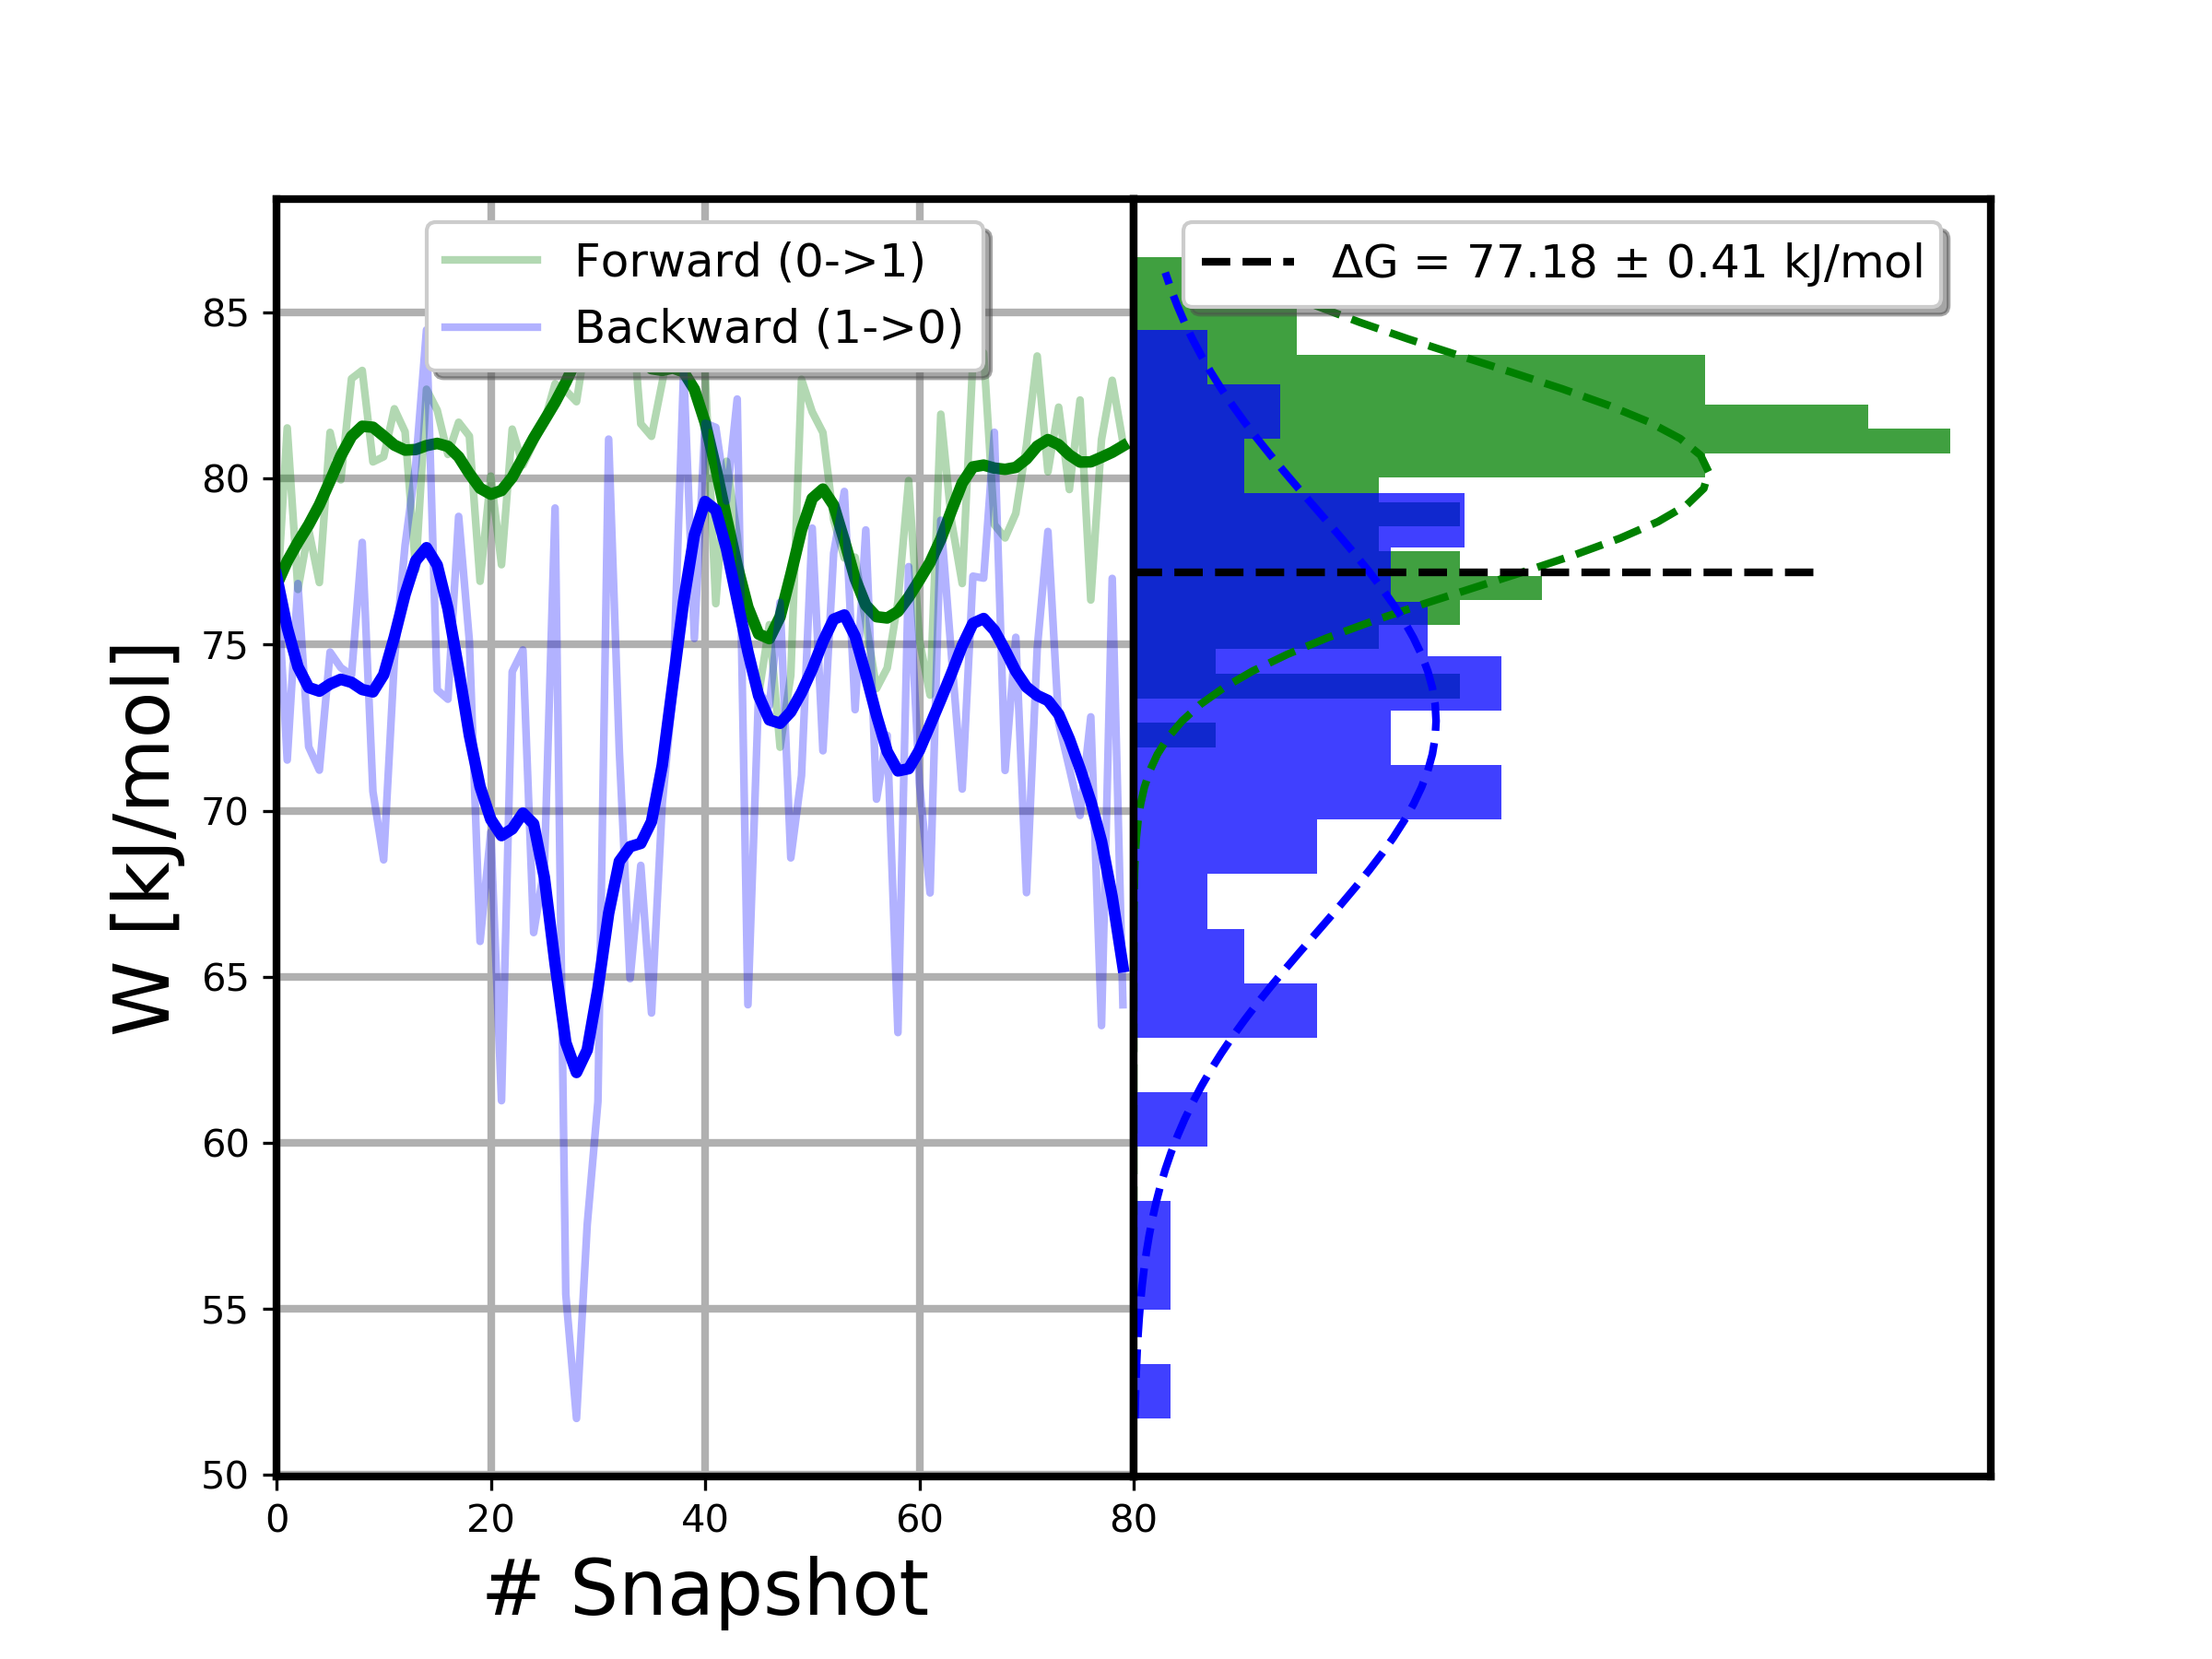 Forward (0->1)
Backward (1->0)
ΔG = 77.18 ± 0.41 kJ/mol
W [kJ/mol]
85
80
75
70
65
60
55
50
0 20 40 60 80
# Snapshot